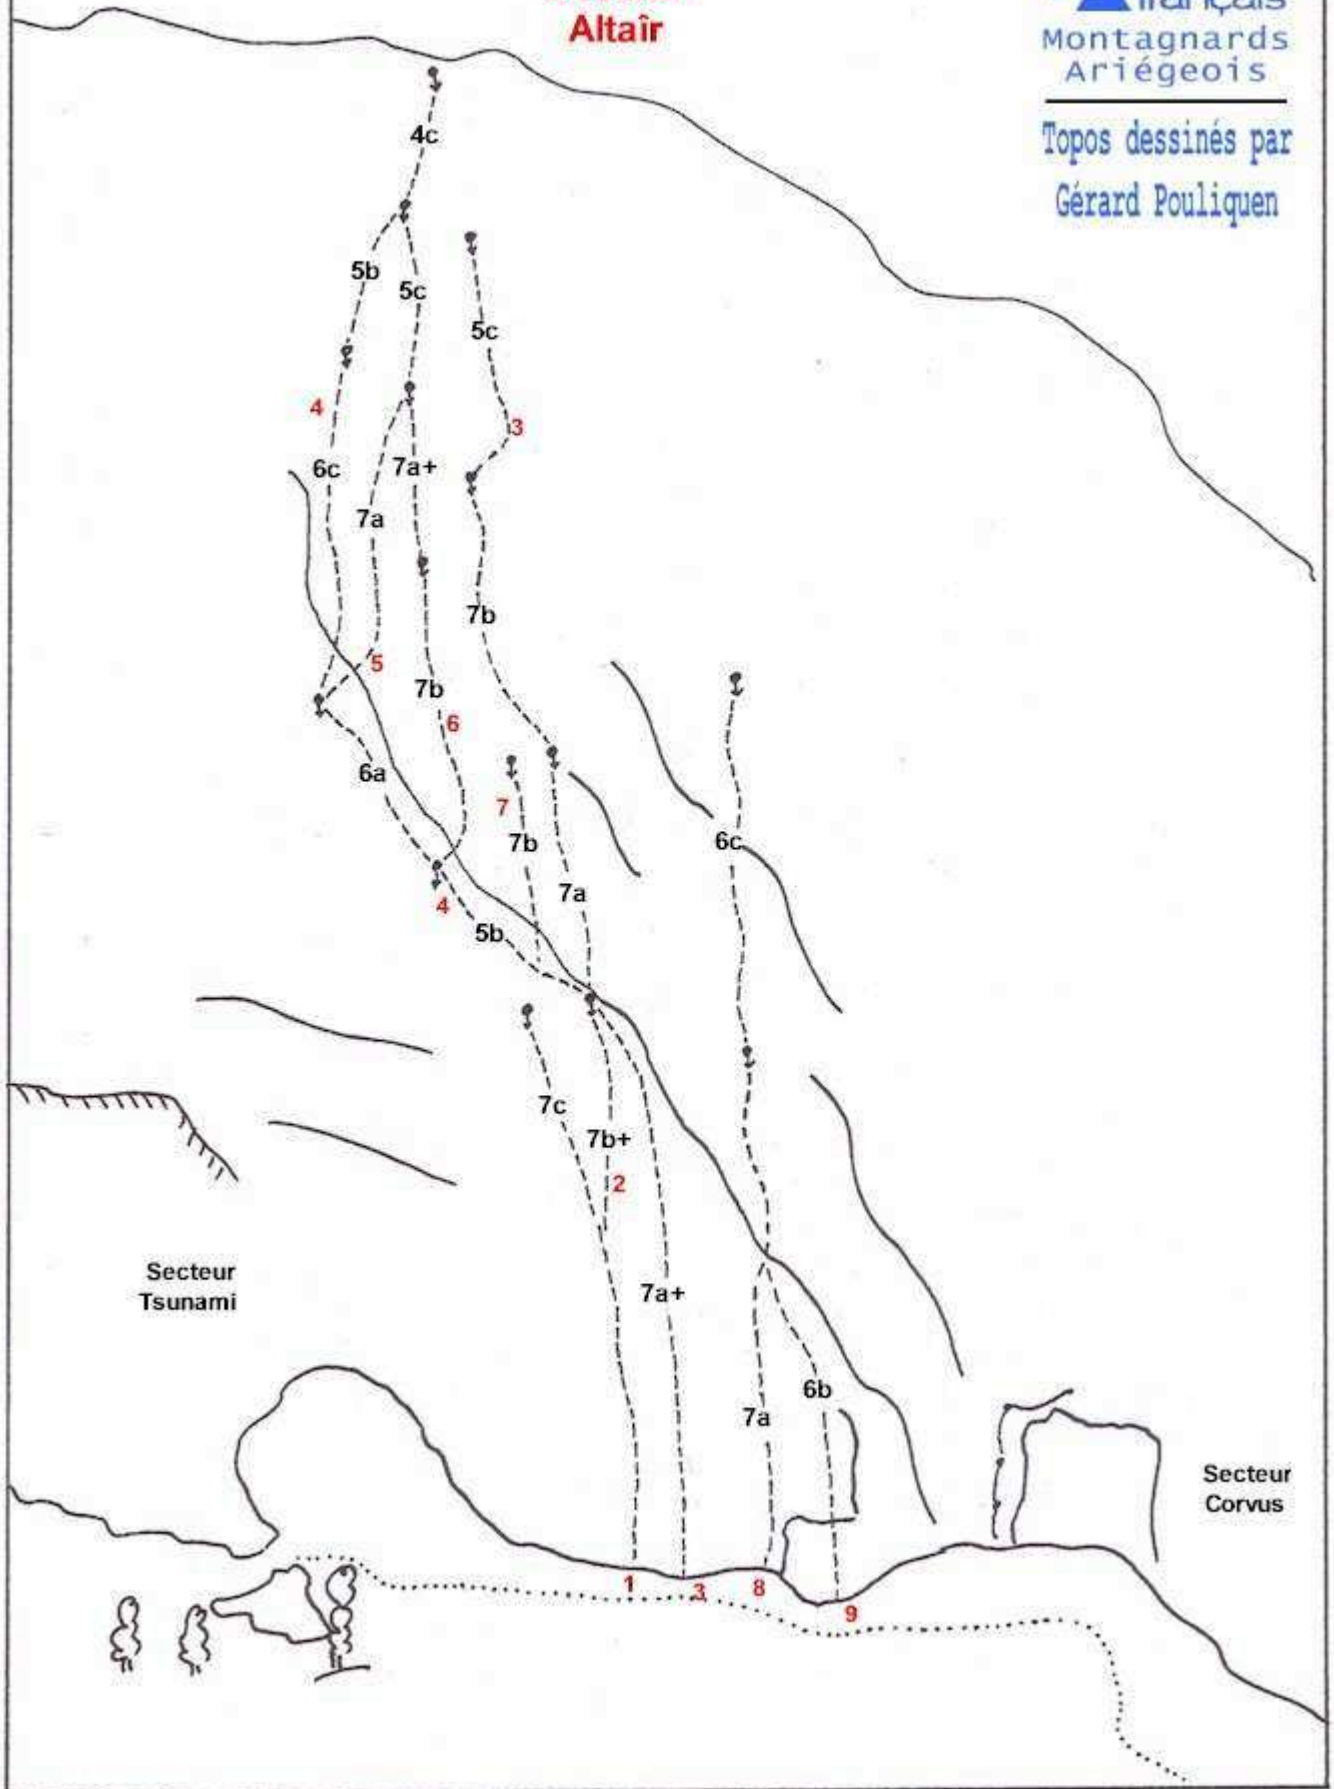 Altaîr
français
Montagnards
Ariégeois
Topos dessinés par
Gérard Pouliquen
4c
5b
5c
5c
4
3
6c
7a+
7a
7b
5
7b
6
6a
7
7b
6c
7a
4
5b
7c
7b+
2
Secteur
Tsunami
7a+
6b
7a
Secteur
Corvus
1
3
8
9